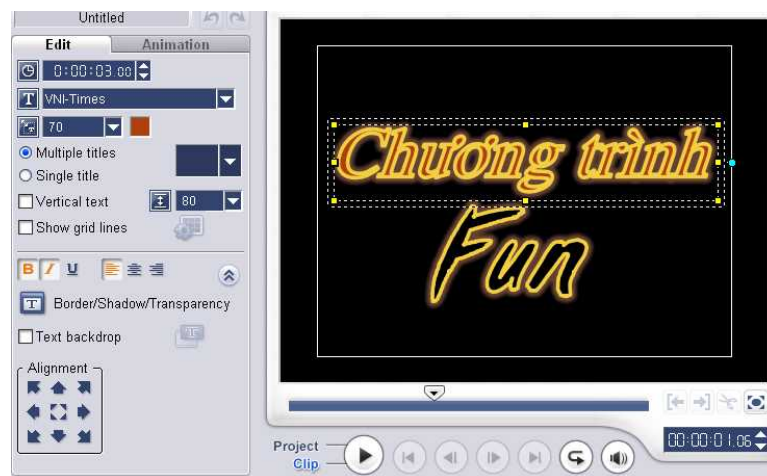 Untitled
Edit Animation
0:00:03.00
T VNI-Times
70
Multiple titles
Single title
Vertical text 80
Show grid lines
B I U
T Border/Shadow/Transparency
Text backdrop T
Alignment
Chương trình
Fun
Project
Clip
00:00:01.06